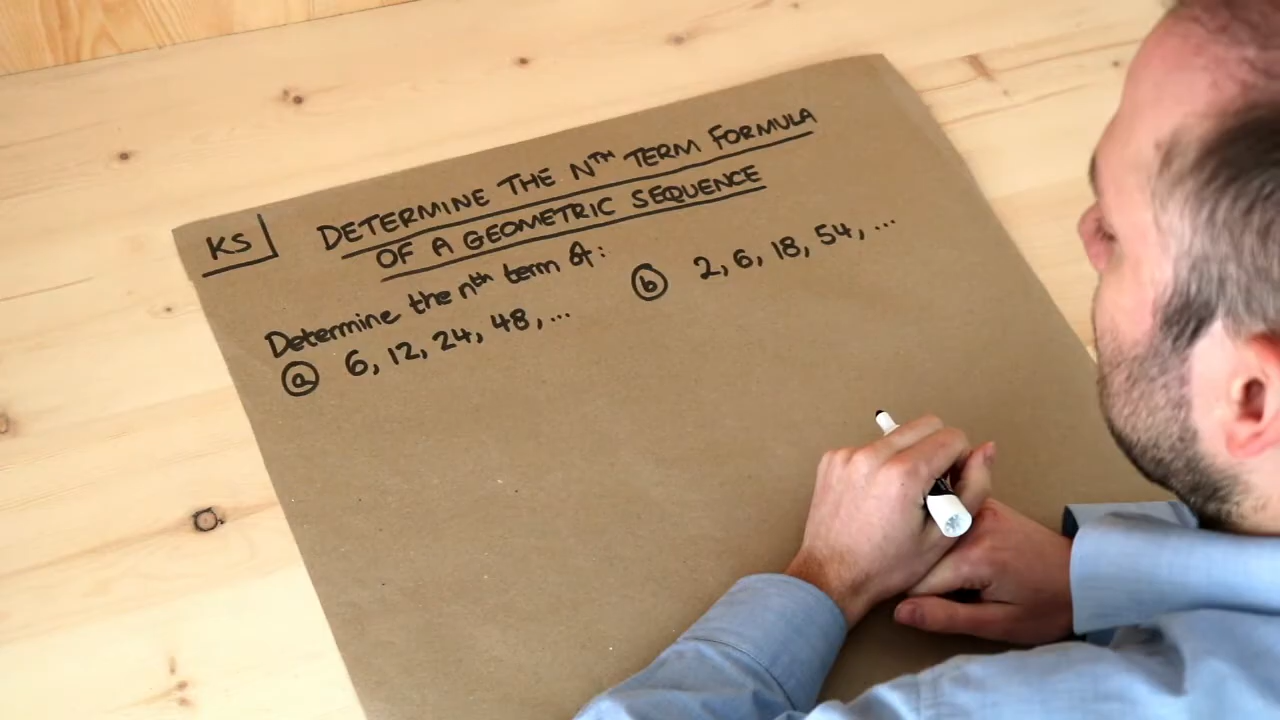 KS
DETERMINE THE NTH TERM FORMULA
OF A GEOMETRIC SEQUENCE
Determine the nth term of:
a 6, 12, 24, 48, ...
b 2, 6, 18, 54, ...